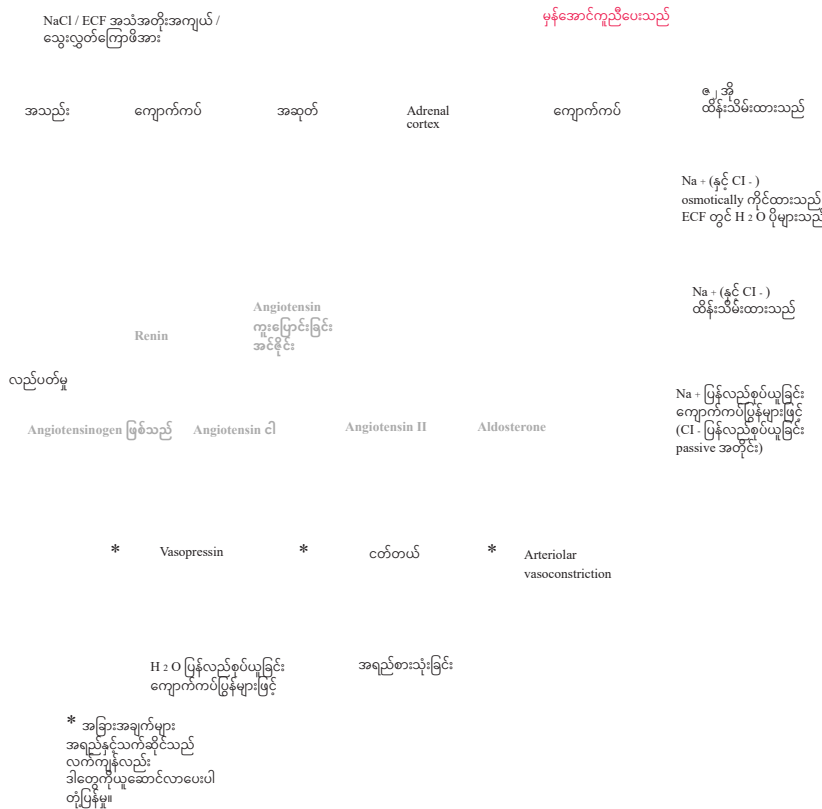 NaCl / ECF အသံအတိုးအကျယ် /
သွေးလွှတ်ကြောဖိအား
မှန်အောင်ကူညီပေးသည်
အသည်း
ကျောက်ကပ်
အဆုတ်
Adrenal
cortex
ကျောက်ကပ်
ဇ ၂ အို
ထိန်းသိမ်းထားသည်
Na + (နှင့် CI - )
osmotically ကိုင်ထားသည်
ECF တွင် H 2 O ပိုများသည်
Na + (နှင့် CI - )
ထိန်းသိမ်းထားသည်
Angiotensin
ကူးပြောင်းခြင်း
အင်ဇိုင်း
Renin
လည်ပတ်မှု
Na + ပြန်လည်စုပ်ယူခြင်း
ကျောက်ကပ်ပြွန်များဖြင့်
(CI - ပြန်လည်စုပ်ယူခြင်း
passive အတိုင်း)
Angiotensinogen ဖြစ်သည်
Angiotensin ငါ
Angiotensin II
Aldosterone
* Vasopressin
* ငတ်တယ်
* Arteriolar
vasoconstriction
H 2 O ပြန်လည်စုပ်ယူခြင်း
ကျောက်ကပ်ပြွန်များဖြင့်
အရည်စားသုံးခြင်း
* အခြားအချက်များ
အရည်နှင့်သက်ဆိုင်သည်
လက်ကျန်လည်း
ဒါတွေကိုယူဆောင်လာပေးပါ
တုံ့ပြန်မှု။